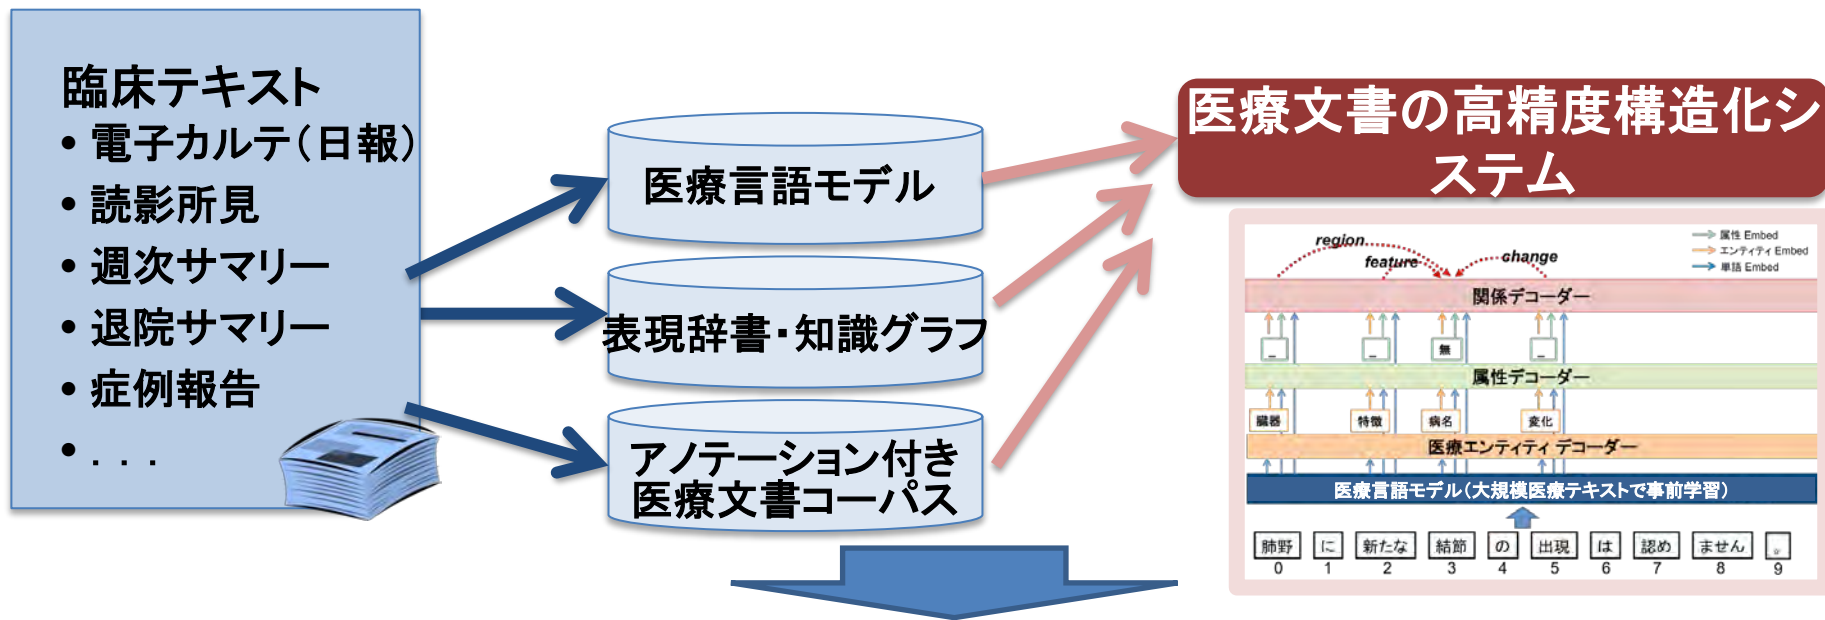 臨床テキスト
• 電子カルテ（日報）
• 読影所見
• 週次サマリー
• 退院サマリー
• 症例報告
• . . .
医療言語モデル
表現辞書・知識グラフ
アノテーション付き
医療文書コーパス
医療文書の高精度構造化シ
ステム
region
feature
change
属性 Embed
エンティティ Embed
単語 Embed
関係デコーダー
_ _ 無 _
属性デコーダー
臓器 特徴 病名 変化
医療エンティティ デコーダー
医療言語モデル（大規模医療テキストで事前学習）
肺野 に 新たな 結節 の 出現 は 認め ません 。
0 1 2 3 4 5 6 7 8 9